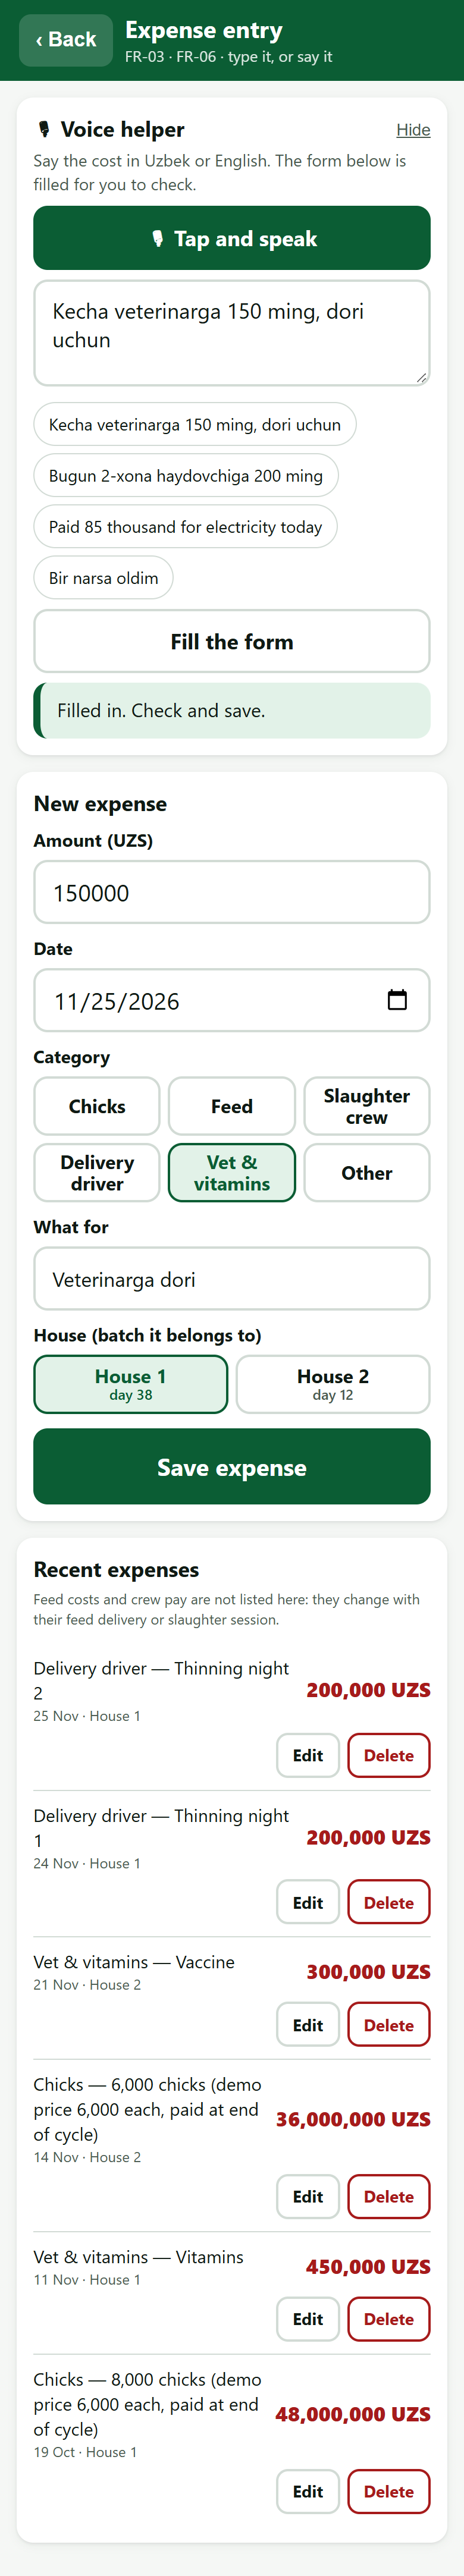 ‹ Back
Expense entry
FR-03 · FR-06 · type it, or say it
Voice helper
Hide
Say the cost in Uzbek or English. The form below is
filled for you to check.
Tap and speak
Kecha veterinarga 150 ming, dori
uchun
Kecha veterinarga 150 ming, dori uchun
Bugun 2-xona haydovchiga 200 ming
Paid 85 thousand for electricity today
Bir narsa oldim
Fill the form
Filled in. Check and save.
New expense
Amount (UZS)
150000
Date
11/25/2026
Category
Chicks
Feed
Slaughter
crew
Delivery
driver
Vet &
vitamins
Other
What for
Veterinarga dori
House (batch it belongs to)
House 1
day 38
House 2
day 12
Save expense
Recent expenses
Feed costs and crew pay are not listed here: they change with
their feed delivery or slaughter session.
Delivery driver — Thinning night
2
25 Nov · House 1
200,000 UZS
Edit
Delete
Delivery driver — Thinning night
1
24 Nov · House 1
200,000 UZS
Edit
Delete
Vet & vitamins — Vaccine
21 Nov · House 2
300,000 UZS
Edit
Delete
Chicks — 6,000 chicks (demo
price 6,000 each, paid at end
of cycle)
14 Nov · House 2
36,000,000 UZS
Edit
Delete
Vet & vitamins — Vitamins
11 Nov · House 1
450,000 UZS
Edit
Delete
Chicks — 8,000 chicks (demo
price 6,000 each, paid at end
of cycle)
19 Oct · House 1
48,000,000 UZS
Edit
Delete